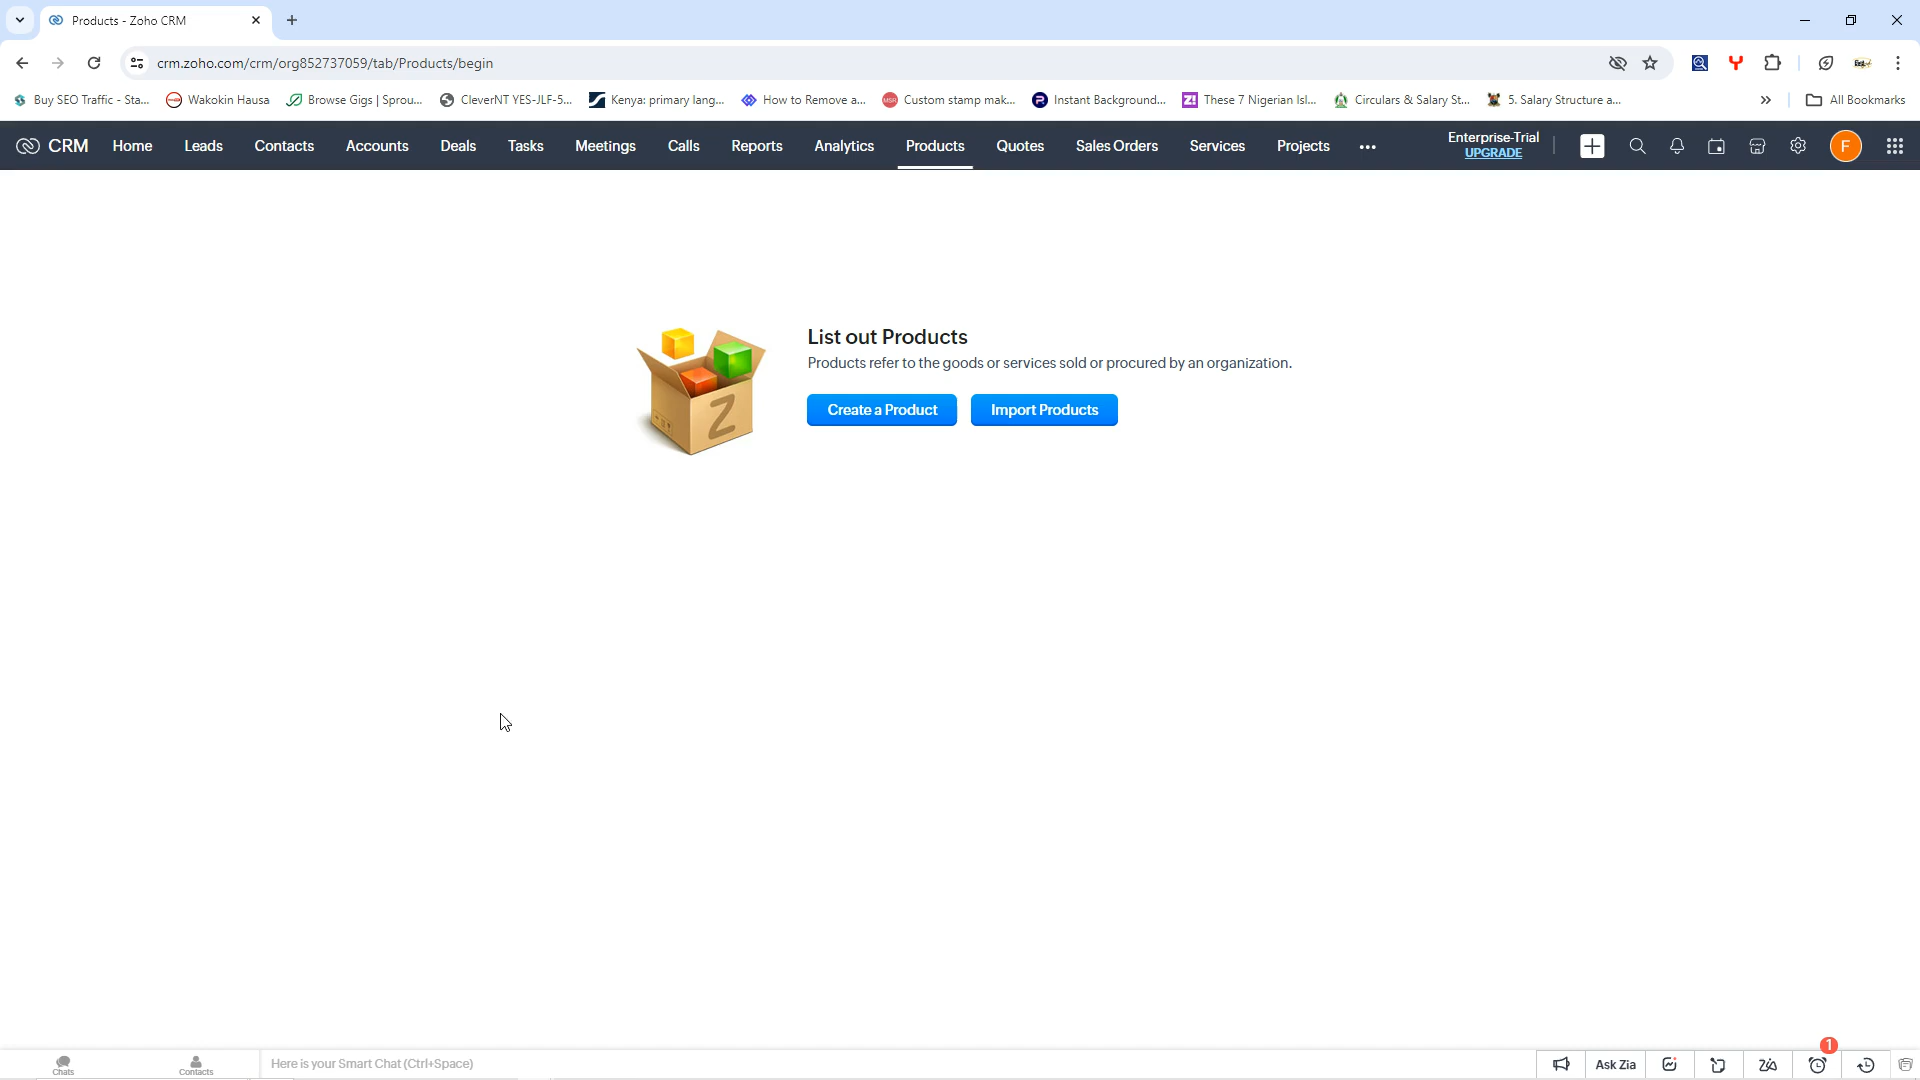 Products - Zoho CRM
crm.zoho.com/crm/org852737059/tab/Products/begin
Buy SEO Traffic - Sta... Wakokin Hausa Browse Gigs | Sprou... CleverNT YES-JLF-5... Kenya: primary lang... How to Remove a... Custom stamp mak... Instant Background... These 7 Nigerian Isl... Circulars & Salary St... 5. Salary Structure a... All Bookmarks
CRM Home Leads Contacts Accounts Deals Tasks Meetings Calls Reports Analytics Products Quotes Sales Orders Services Projects ••• Enterprise-Trial F
UPGRADE
List out Products
Products refer to the goods or services sold or procured by an organization.
Create a Product Import Products
Z
1
Chats Contacts Here is your Smart Chat (Ctrl+Space) Ask Zia